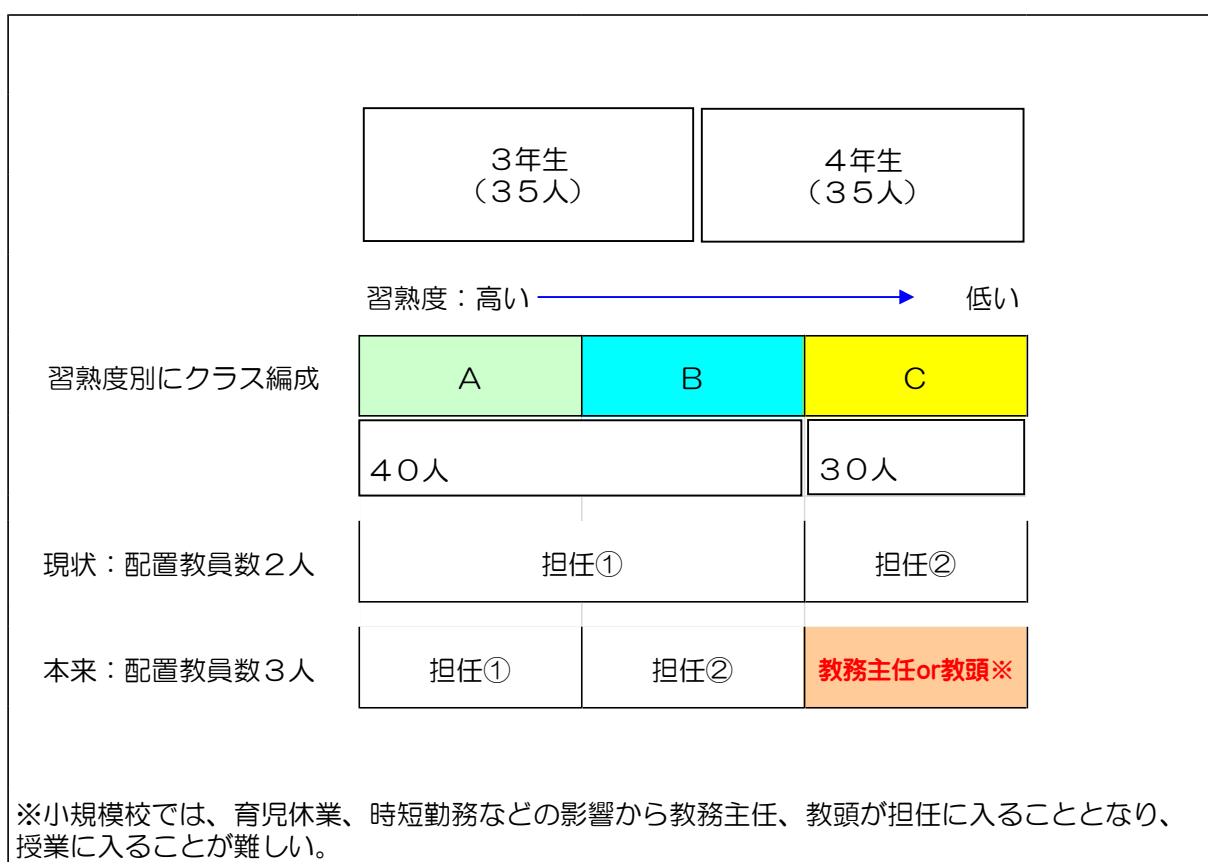 3年生
(35人)
4年生
(35人)
習熟度:高い
低い
習熟度別にクラス編成
A
B
C
40人
30人
現状:配置教員数2人
担任①
担任②
本来:配置教員数3人
担任①
担任②
教務主任or教頭※
※小規模校では、育児休業、時短勤務などの影響から教務主任、教頭が担任に入ることとなり、
授業に入ることが難しい。